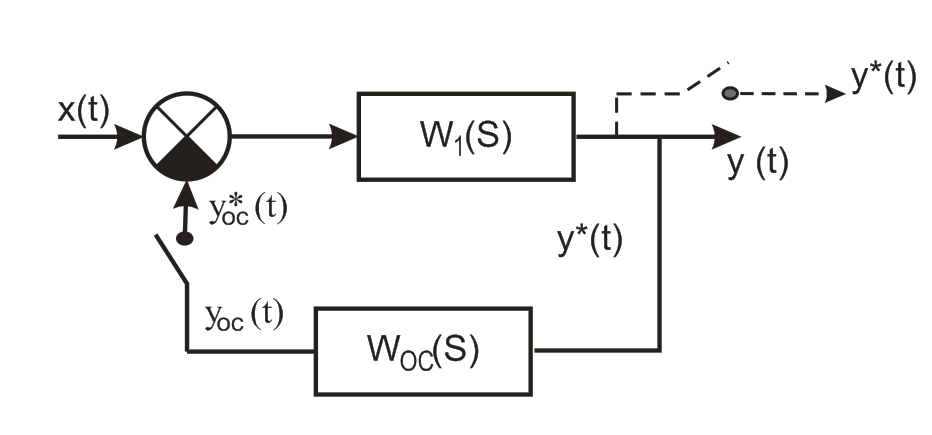 y*(t)
x(t)
W₁(S)
y (t)
y*oc (t)
y*(t)
yoc (t)
WOC(S)